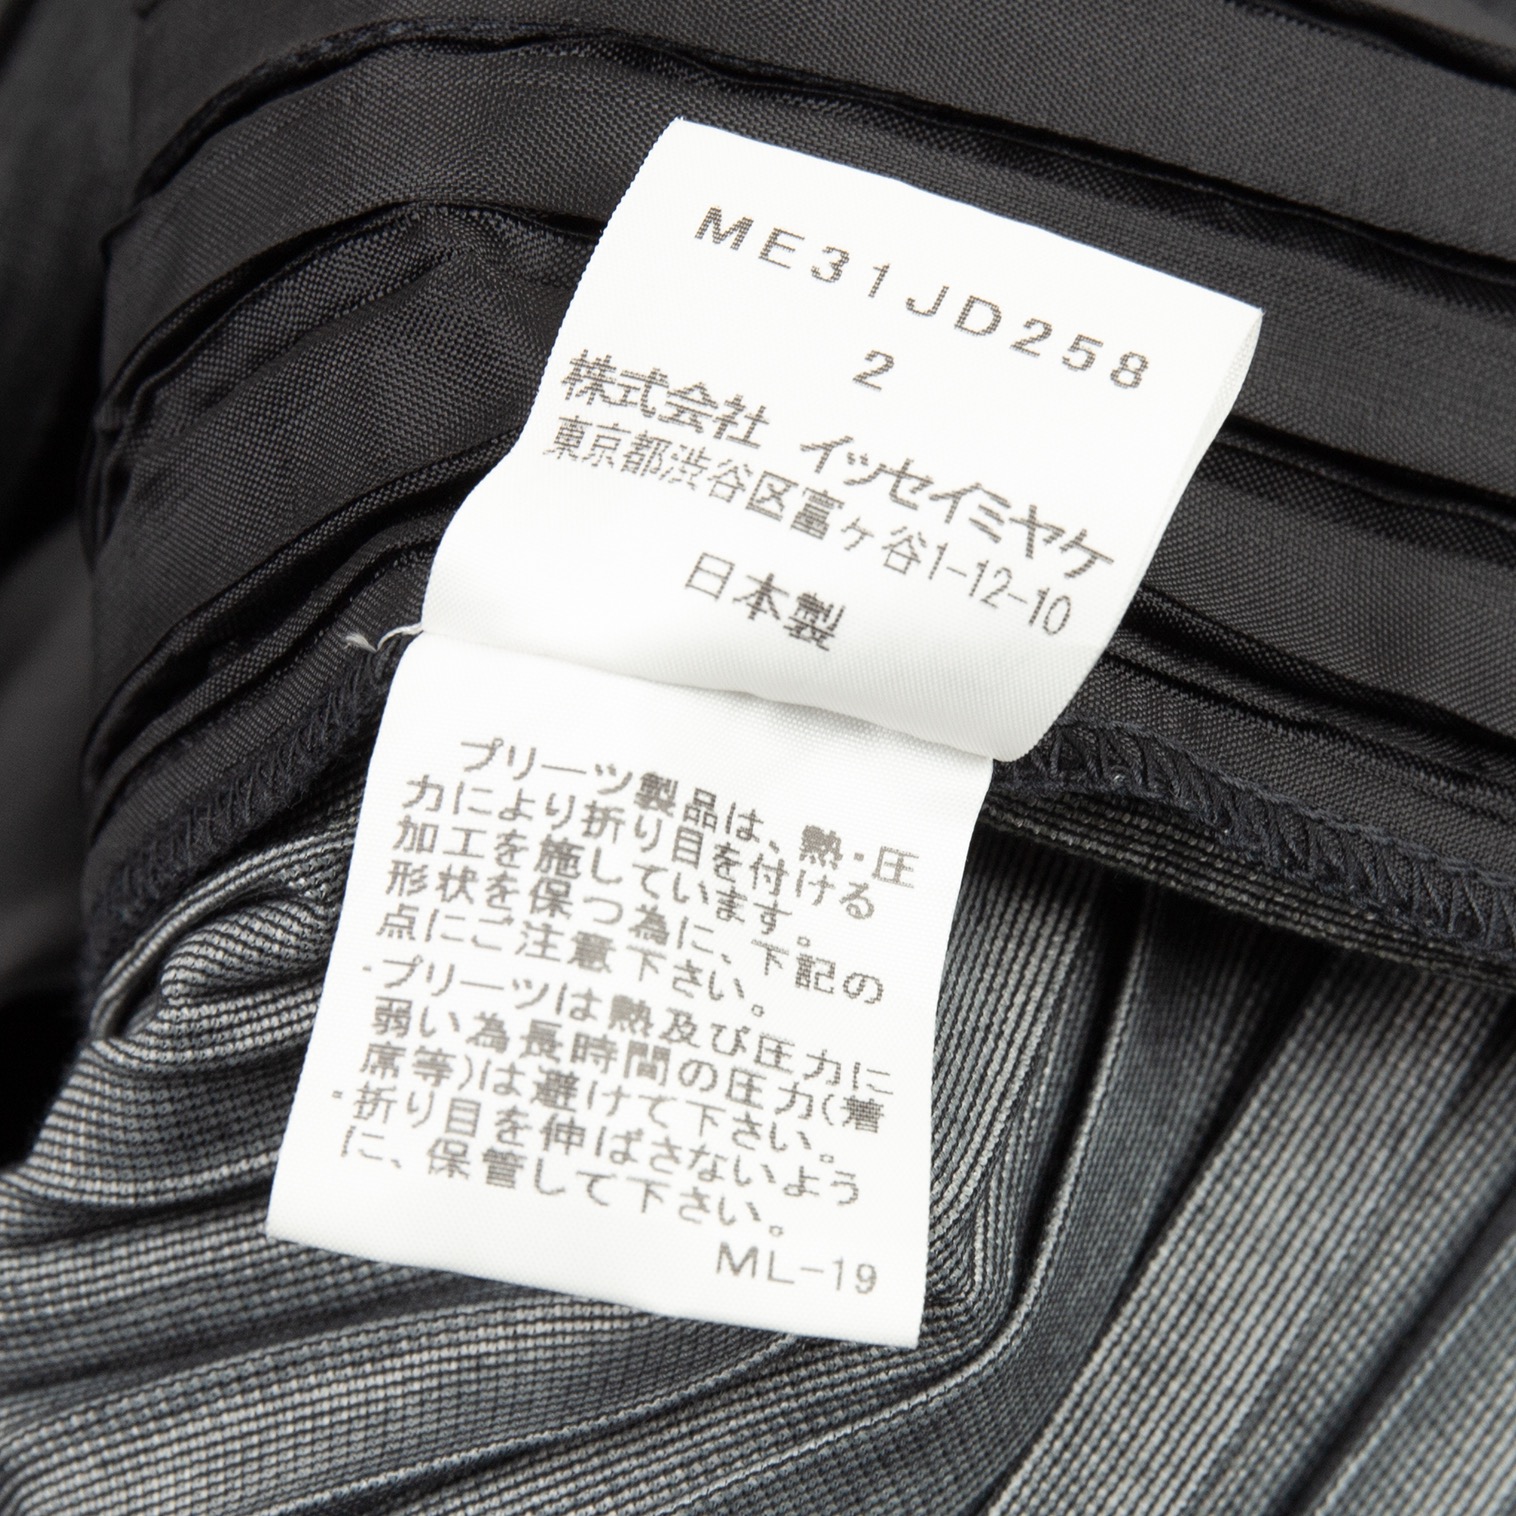 ME31JD258
2
株式会社 イッセイミヤケ
東京都渋谷区富ヶ谷1-12-10
日本製
プリーツ製品は、熱・圧
力により折り目を付ける
加工を施しています。
形状を保つ為に、下記の
点にご注意下さい。
・プリーツは熱及び圧力に
弱い為長時間の圧力(着
席等)は避けて下さい。
・折り目を伸ばさないよう
に、保管して下さい。
ML-19